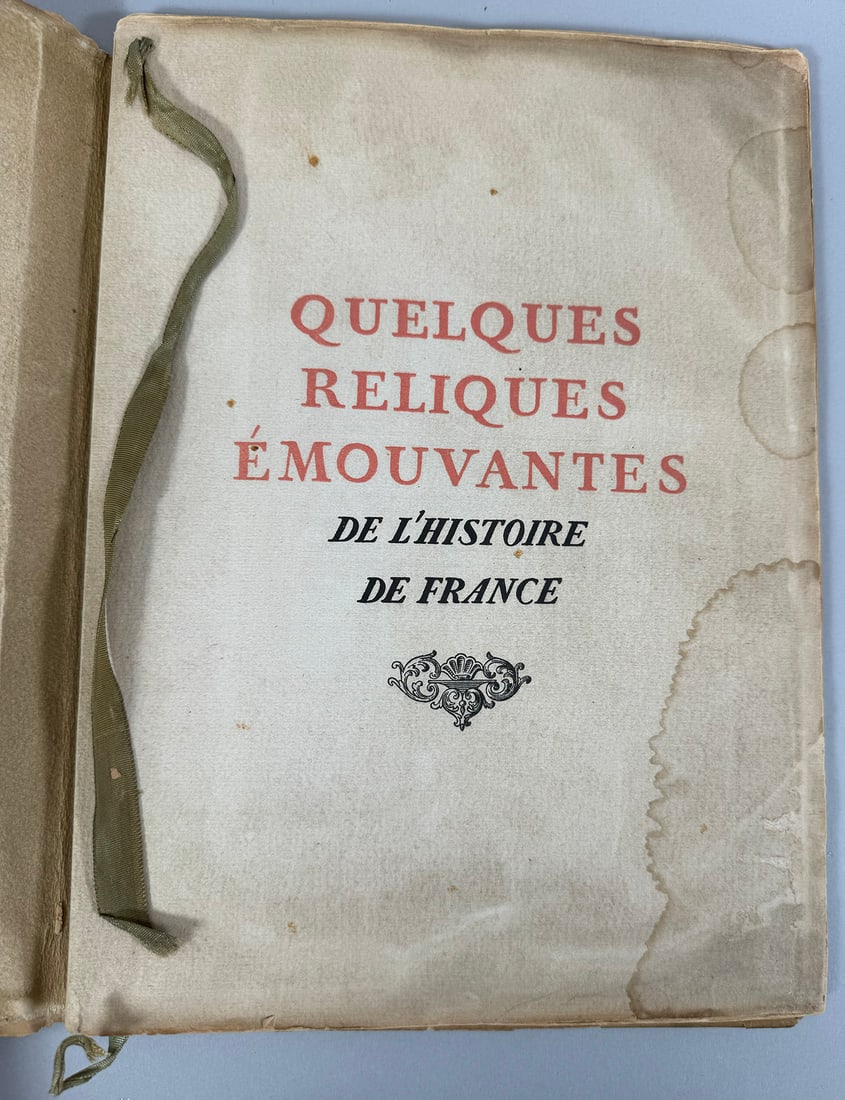 QUELQUES
RELIQUES
ÉMOUVANTES
DE L'HISTOIRE
DE FRANCE